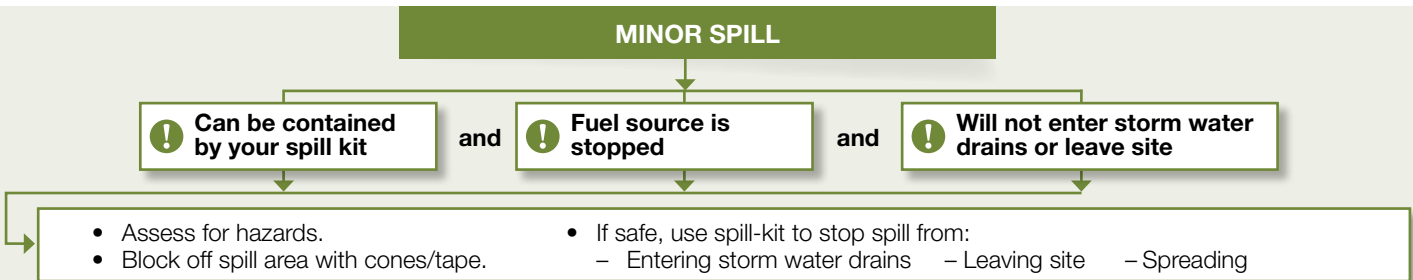 MINOR SPILL
Can be contained
by your spill kit
and
Fuel source is
stopped
and
Will not enter storm water
drains or leave site
• Assess for hazards.
• Block off spill area with cones/tape.
• If safe, use spill-kit to stop spill from:
– Entering storm water drains – Leaving site – Spreading